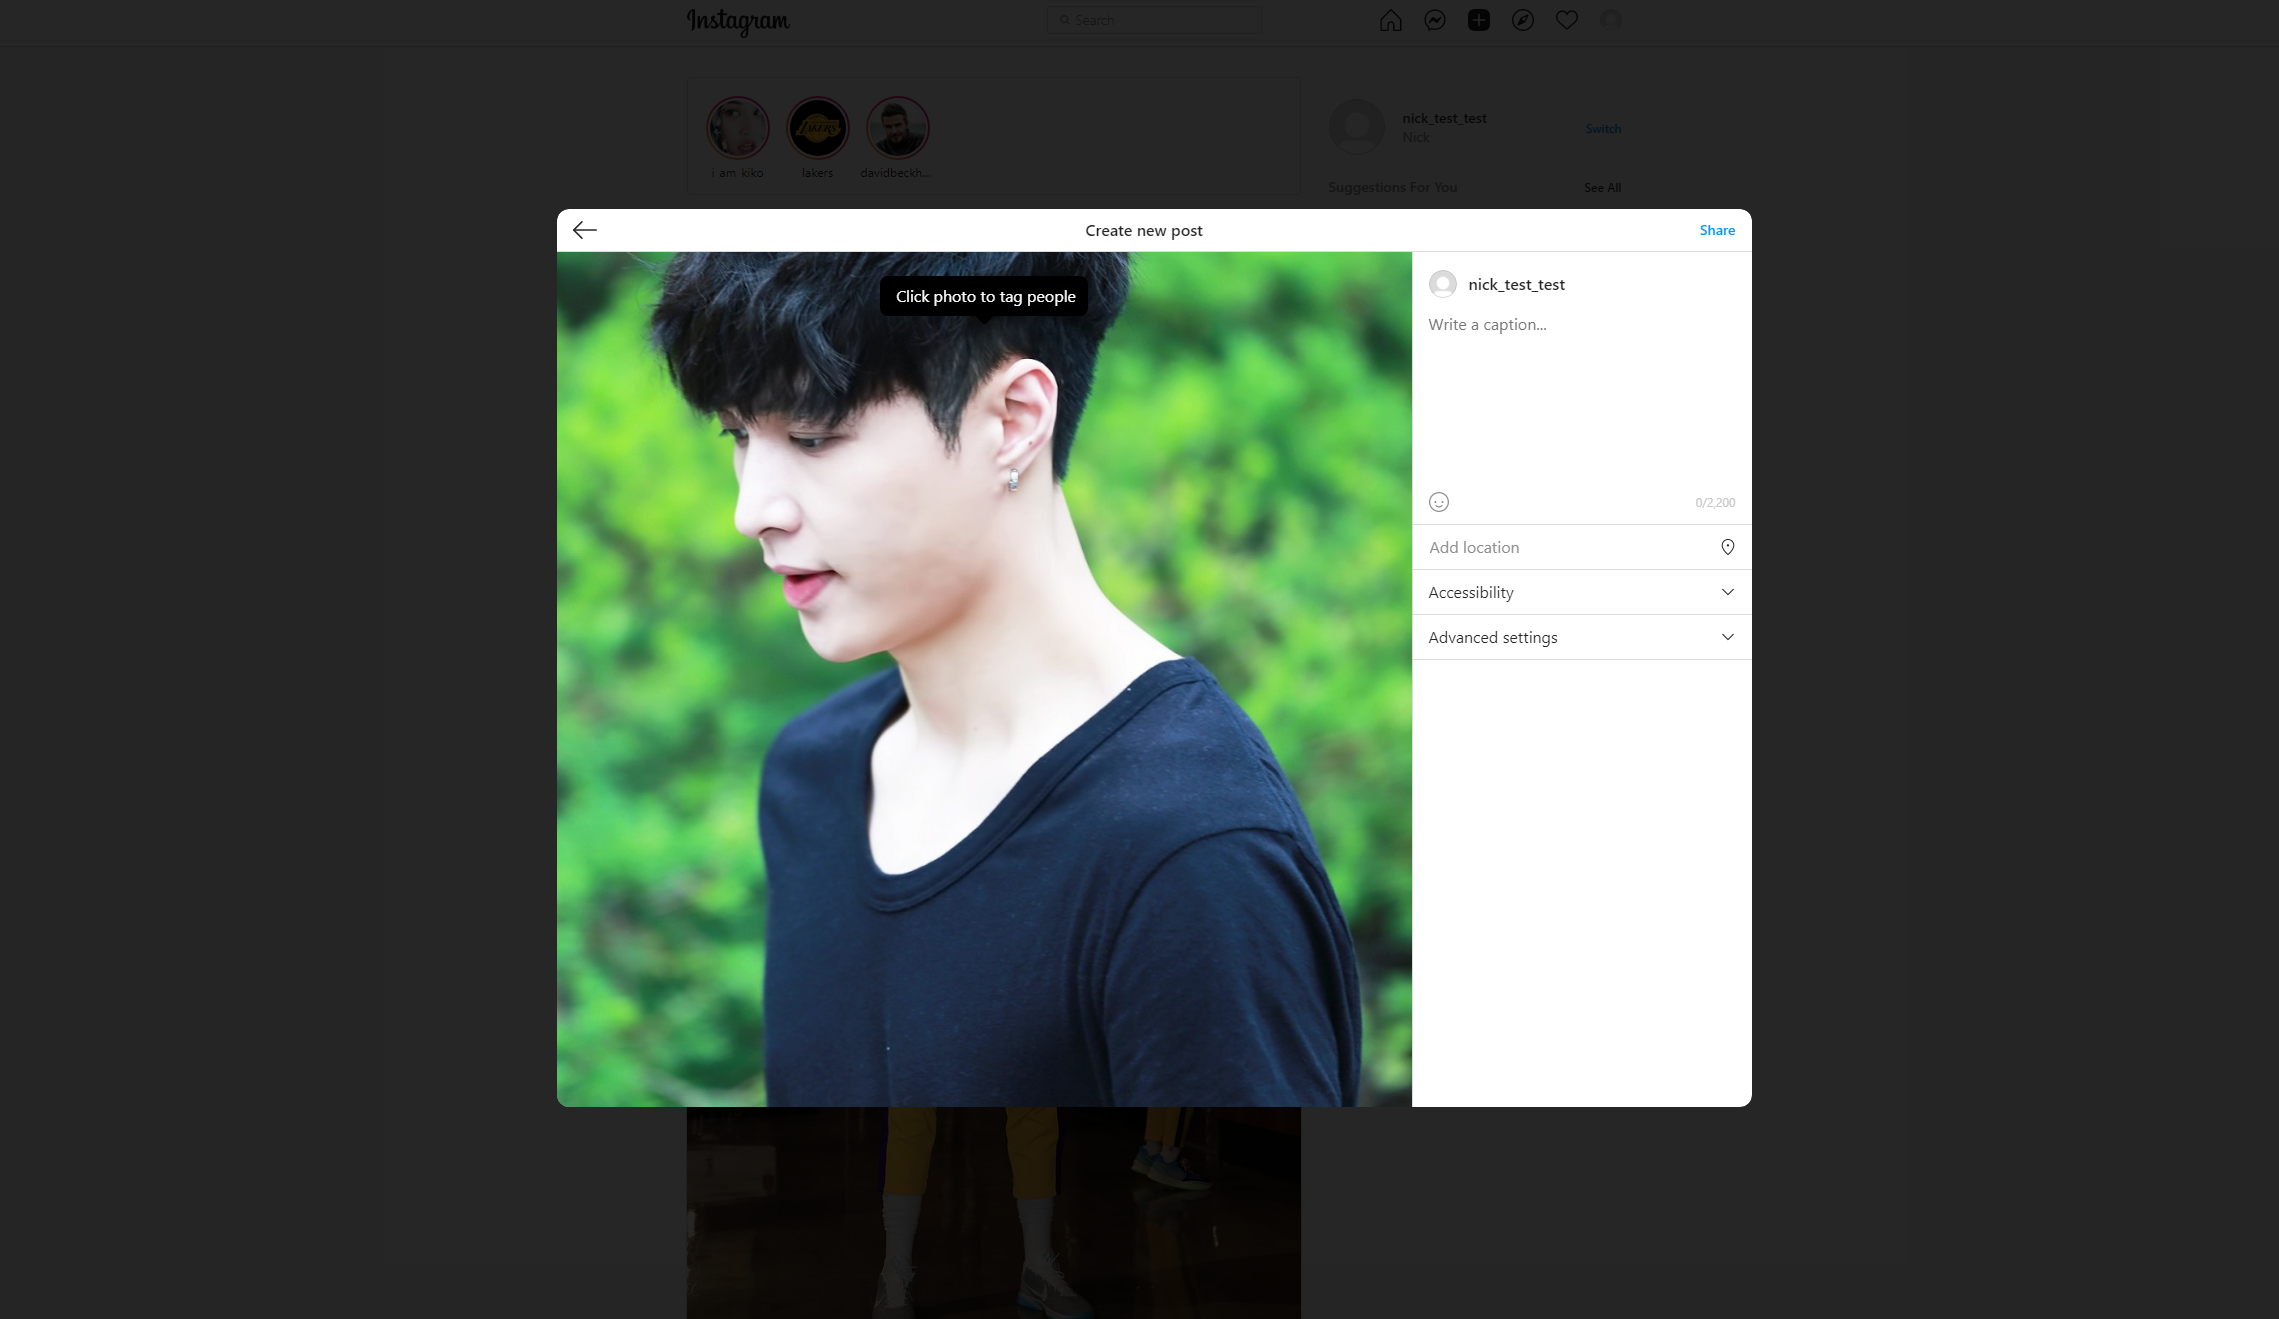 Instagram
Search
i_am_kiko
lakers
davidbeckh...
LAKERS
nick_test_test
Nick
Switch
Suggestions For You
See All
Create new post
Share
Click photo to tag people
nick_test_test
Write a caption...
0/2,200
Add location
Accessibility
Advanced settings